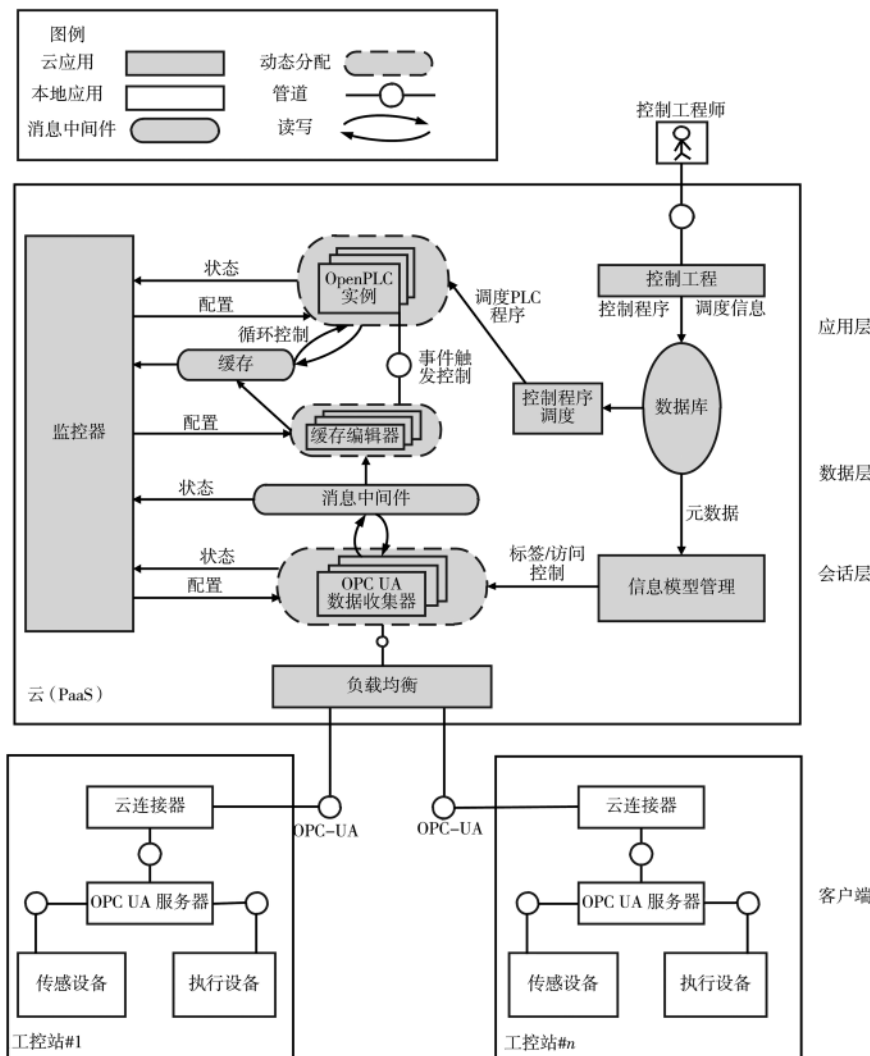 图例
云应用
动态分配
本地应用
管道
消息中间件
读写
控制工程师
状态
OpenPLC
实例
配置
调度PLC
程序
控制工程
控制程序
调度信息
应用层
循环控制
缓存
事件触
发控制
控制程序
调度
数据库
监控器
配置
缓存编辑器
数据层
状态
消息中间件
元数据
状态
标签/访问
控制
会话层
配置
OPC UA
数据收集器
信息模型管理
云(PaaS)
负载均衡
云连接器
OPC-UA
OPC-UA
云连接器
OPC UA 服务器
OPC UA 服务器
客户端
传感设备
执行设备
传感设备
执行设备
工控站#1
工控站#n